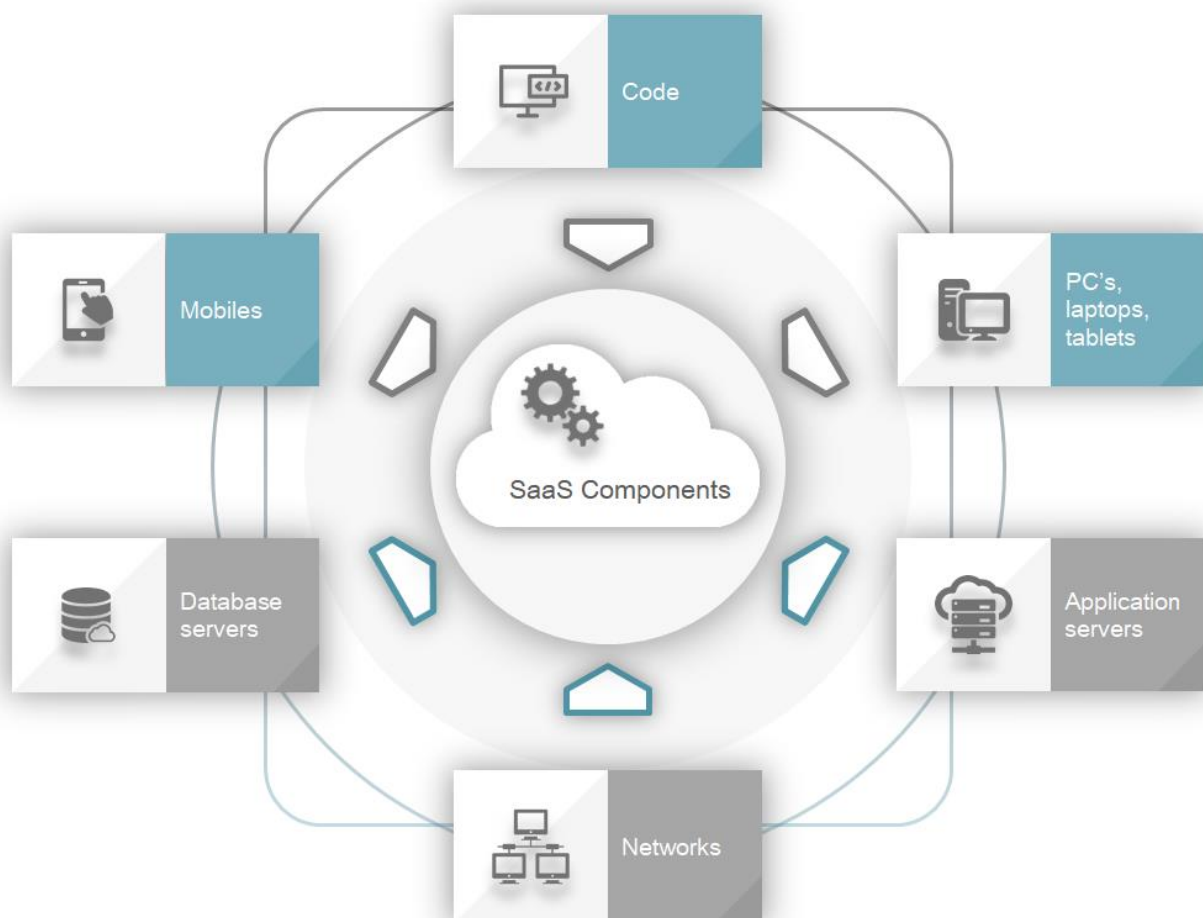 Code
Mobiles
PC's,
laptops,
tablets
SaaS Components
Database
servers
Application
servers
Networks